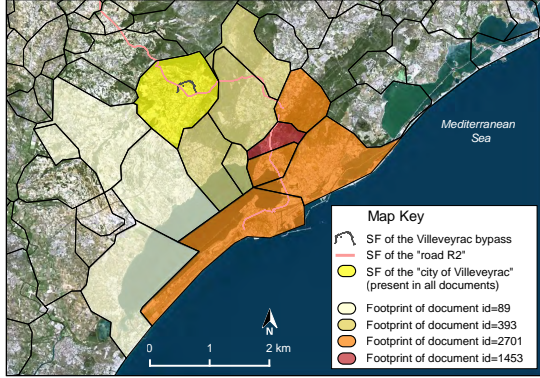 Mediterranean
Sea
Map Key
SF of the Villeveyrac bypass
SF of the "road R2"
SF of the "city of Villeveyrac"
(present in all documents)
Footprint of document id=89
Footprint of document id=393
Footprint of document id=2701
Footprint of document id=1453
N
0 1 2 km